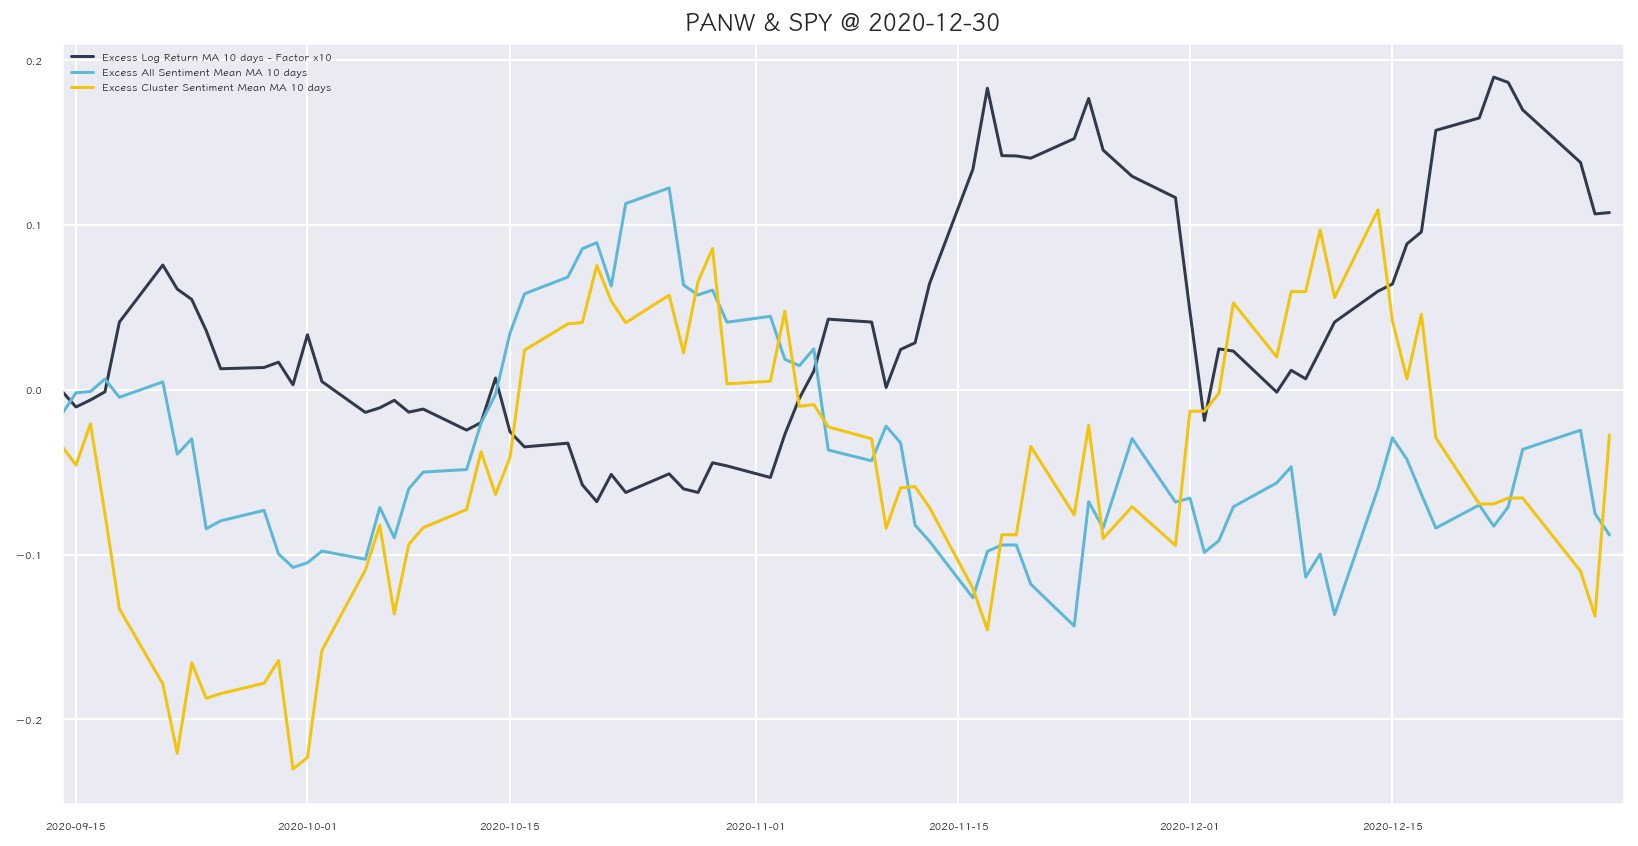 PANW & SPY @ 2020-12-30
Excess Log Return MA 10 days - Factor x10
Excess All Sentiment Mean MA 10 days
Excess Cluster Sentiment Mean MA 10 days
0.2
0.1
0.0
−0.1
−0.2
2020-09-15 2020-10-01 2020-10-15 2020-11-01 2020-11-15 2020-12-01 2020-12-15